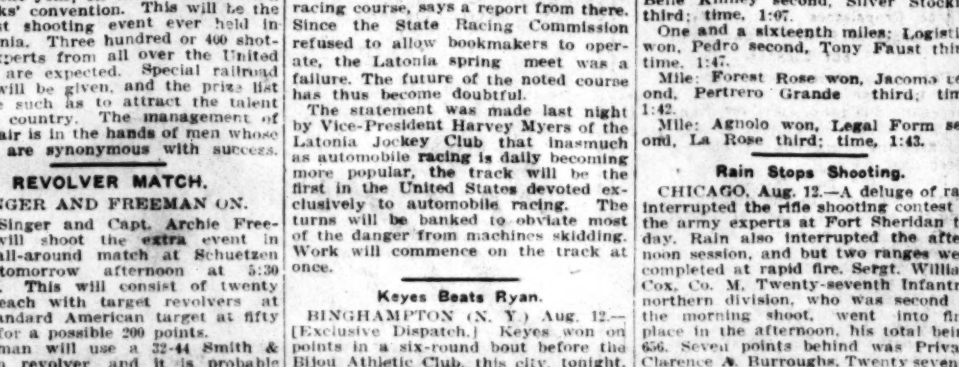 ks' convention. This will be the
st shooting event ever held in
nia. Three hundred or 400 shot-
xperts from all over the United
are expected. Special railroad
will be given, and the prize list
e such as to attract the talent
country. The management of
air is in the hands of men whose
are synonymous with success.
REVOLVER MATCH.
NGER AND FREEMAN ON.
Singer and Capt. Archie Free-
will shoot the extra event in
all-around match at Schuetzen
tomorrow afternoon at 5:30
. This will consist of twenty
each with target revolvers at
andard American target at fifty
for a possible 200 points.
man will use a 32-44 Smith &
revolver and it is probable
racing course, says a report from there.
Since the State Racing Commission
refused to allow bookmakers to oper-
ate, the Latonia spring meet was a
failure. The future of the noted course
has thus become doubtful.
The statement was made last night
by Vice-President Harvey Myers of the
Latonia Jockey Club that inasmuch
as automobile racing is daily becoming
more popular, the track will be the
first in the United States devoted ex-
clusively to automobile racing. The
turns will be banked to obviate most
of the danger from machines skidding.
Work will commence on the track at
once.
Keyes Beats Ryan.
BINGHAMPTON (N. Y.) Aug. 12.—
[Exclusive Dispatch.] Keyes won on
points in a six-round bout before the
Bijou Athletic Club, this city, tonight.
Belle Kinney second, Silver Stocki
third; time, 1:07.
One and a sixteenth miles: Logisti
won, Pedro second, Tony Faust thir
time. 1:47.
Mile: Forest Rose won, Jacoma
ond, Pertrero Grande third; tim
1:42.
Mile: Agnolo won, Legal Form se
ond, La Rose third; time, 1:43.
Rain Stops Shooting.
CHICAGO, Aug. 12.—A deluge of ra
interrupted the rifle shooting contest
the army experts at Fort Sheridan t
day. Rain also interrupted the afte
noon session, and but two ranges we
completed at rapid fire. Sergt. Willia
Cox, Co. M, Twenty-seventh Infantr
northern division, who was second
the morning shoot, went into fir
place in the afternoon, his total bein
656. Seven points behind was Priva
Clarence A. Burroughs, Twenty seven